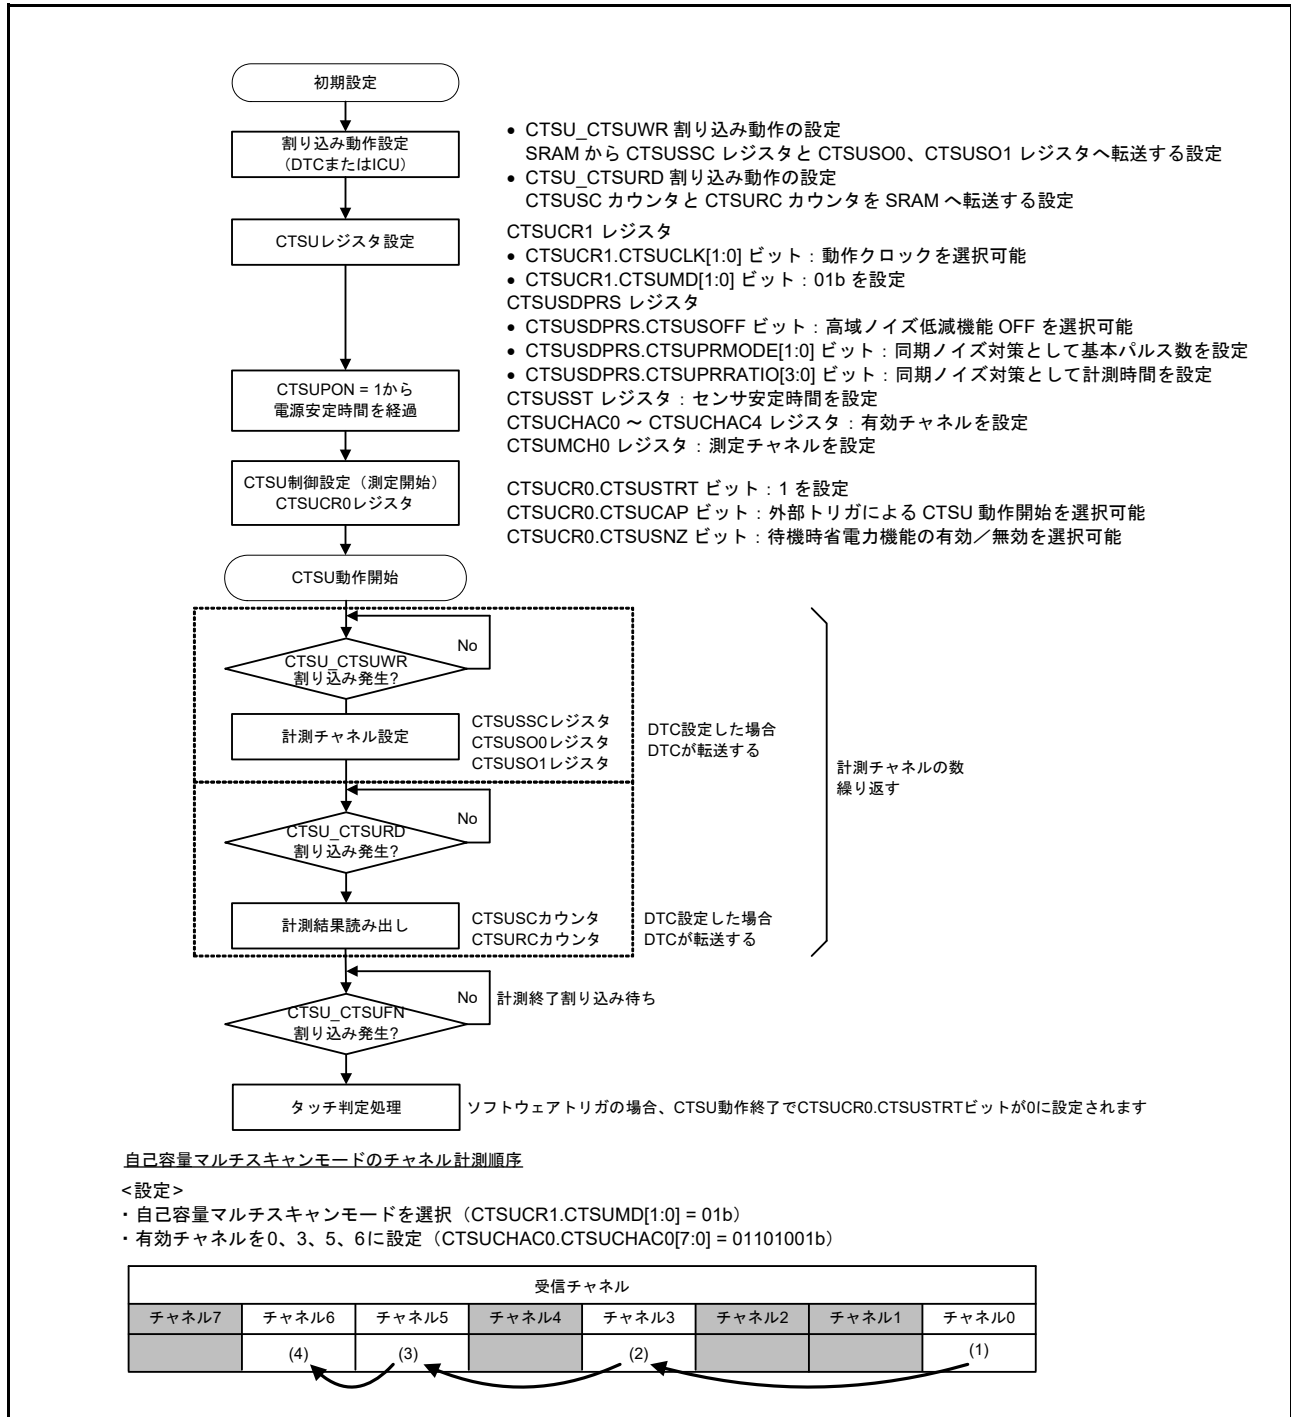 初期設定
割り込み動作設定
(DTCまたはICU)
• CTSU_CTSUWR 割り込み動作の設定
SRAM から CTSUSSC レジスタと CTSUSO0、CTSUSO1 レジスタへ転送する設定
• CTSU_CTSURD 割り込み動作の設定
CTSUSC カウンタと CTSURC カウンタを SRAM へ転送する設定
CTSUレジスタ設定
CTSUCR1 レジスタ
• CTSUCR1.CTSUCLK[1:0] ビット：動作クロックを選択可能
• CTSUCR1.CTSUMD[1:0] ビット：01b を設定
CTSUSDPRS レジスタ
• CTSUSDPRS.CTSUSOFF ビット：高域ノイズ低減機能 OFF を選択可能
• CTSUSDPRS.CTSUPRMODE[1:0] ビット：同期ノイズ対策として基本パルス数を設定
• CTSUSDPRS.CTSUPRRATIO[3:0] ビット：同期ノイズ対策として計測時間を設定
CTSUSST レジスタ：センサ安定時間を設定
CTSUCHAC0 ～ CTSUCHAC4 レジスタ：有効チャネルを設定
CTSUMCH0 レジスタ：測定チャネルを設定
CTSUPON = 1から
電源安定時間を経過
CTSU制御設定（測定開始）
CTSUCR0レジスタ
CTSUCR0.CTSUSTRT ビット：1 を設定
CTSUCR0.CTSUCAP ビット：外部トリガによる CTSU 動作開始を選択可能
CTSUCR0.CTSUSNZ ビット：待機時省電力機能の有効／無効を選択可能
CTSU動作開始
CTSU_CTSUWR
割り込み発生?
No
計測チャネル設定
CTSUSSCレジスタ
CTSUSO0レジスタ
CTSUSO1レジスタ
DTC設定した場合
DTCが転送する
計測チャネルの数
繰り返す
CTSU_CTSURD
割り込み発生?
No
計測結果読み出し
CTSUSCカウンタ
CTSURCカウンタ
DTC設定した場合
DTCが転送する
CTSU_CTSUFN
割り込み発生?
No
計測終了割り込み待ち
タッチ判定処理
ソフトウェアトリガの場合、CTSU動作終了でCTSUCR0.CTSUSTRTビットが0に設定されます
自己容量マルチスキャンモードのチャネル計測順序
<設定>
・自己容量マルチスキャンモードを選択（CTSUCR1.CTSUMD[1:0] = 01b）
・有効チャネルを0、3、5、6に設定（CTSUCHAC0.CTSUCHAC0[7:0] = 01101001b）
受信チャネル
チャネル7 チャネル6 チャネル5 チャネル4 チャネル3 チャネル2 チャネル1 チャネル0
(4) (3) (2) (1)